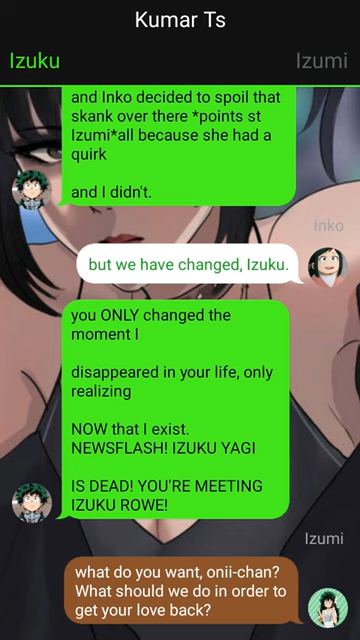 Kumar Ts
Izuku
Izumi
and Inko decided to spoil that
skank over there *points st
Izumi*all because she had a
quirk
and I didn't.
Inko
but we have changed, Izuku.
you ONLY changed the
moment I
disappeared in your life, only
realizing
NOW that I exist.
NEWSFLASH! IZUKU YAGI
IS DEAD! YOU'RE MEETING
IZUKU ROWE!
Izumi
what do you want, onii-chan?
What should we do in order to
get your love back?